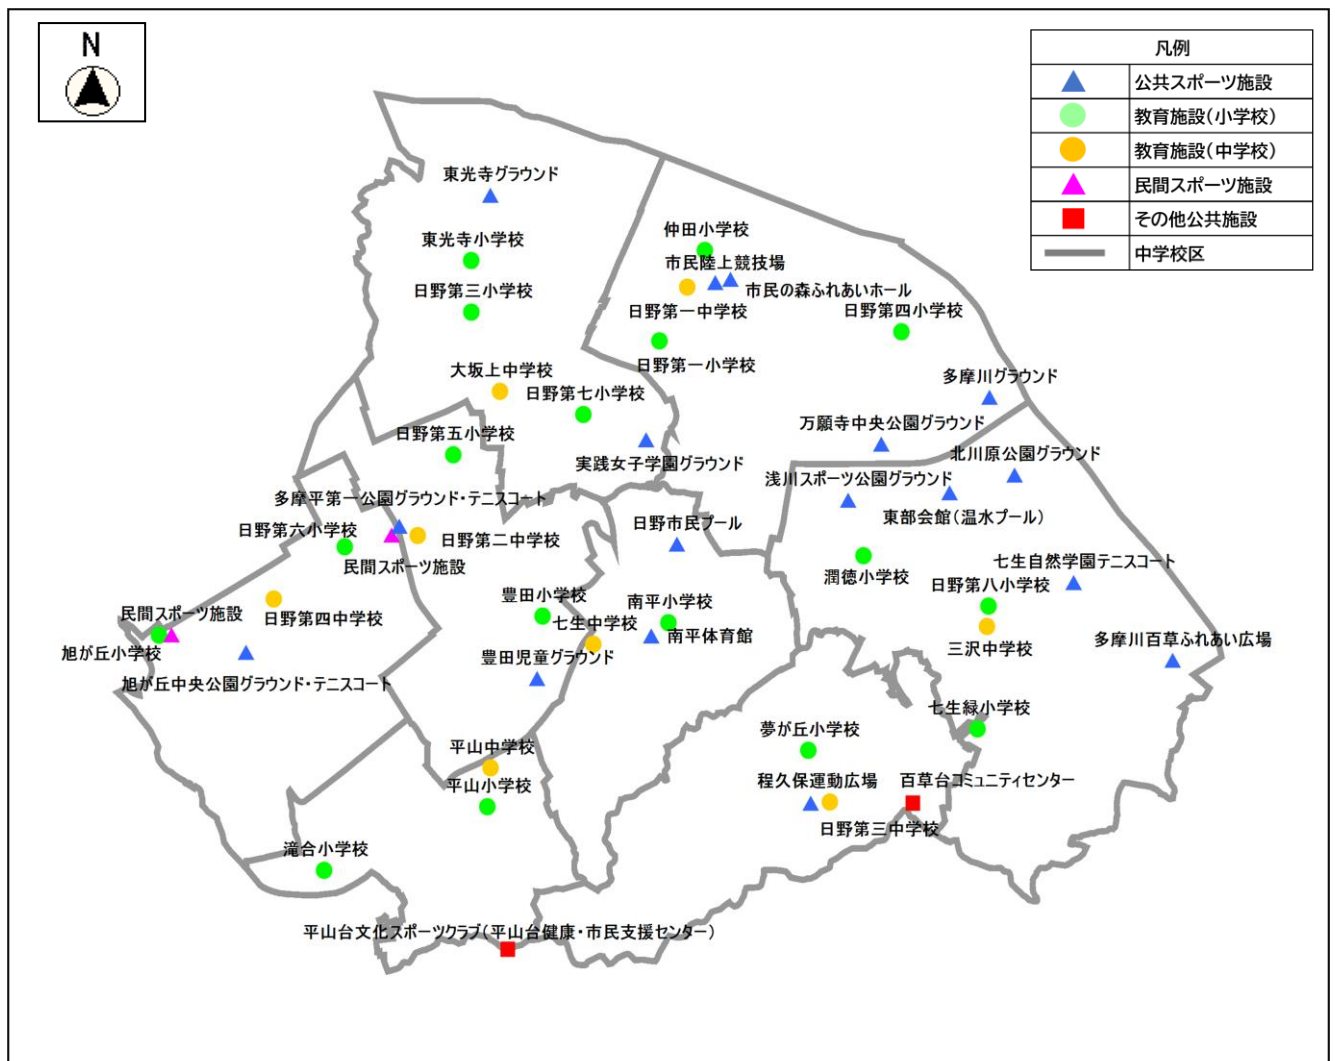 N
凡例
公共スポーツ施設
教育施設(小学校)
教育施設(中学校)
民間スポーツ施設
その他公共施設
中学校区
東光寺グラウンド
東光寺小学校
日野第三小学校
仲田小学校
市民陸上競技場
市民の森ふれあいホール
日野第一中学校
日野第四小学校
日野第一小学校
大坂上中学校
日野第七小学校
多摩川グラウンド
万願寺中央公園グラウンド
日野第五小学校
実践女子学園グラウンド
北川原公園グラウンド
浅川スポーツ公園グラウンド
東部会館(温水プール)
多摩平第一公園グラウンド・テニスコート
日野第六小学校
日野第二中学校
民間スポーツ施設
日野市民プール
潤徳小学校
七生自然学園テニスコート
日野第八小学校
豊田小学校
七生中学校
南平小学校
南平体育館
民間スポーツ施設
日野第四中学校
三沢中学校
多摩川百草ふれあい広場
旭が丘小学校
豊田児童グラウンド
旭が丘中央公園グラウンド・テニスコート
七生緑小学校
夢が丘小学校
平山中学校
平山小学校
程久保運動広場
百草台コミュニティセンター
日野第三中学校
滝合小学校
平山台文化スポーツクラブ(平山台健康・市民支援センター)